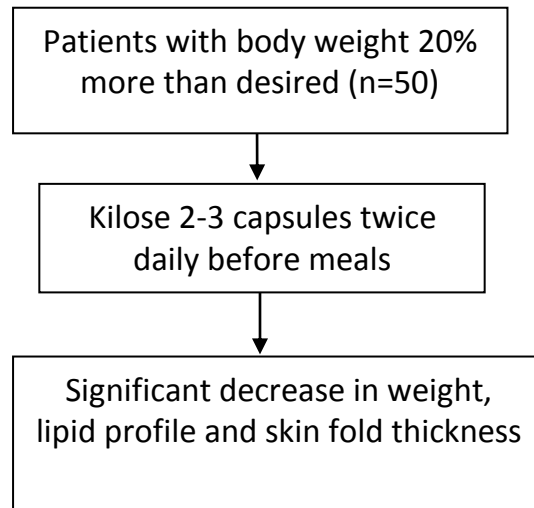 Patients with body weight 20%
more than desired (n=50)
Kilose 2-3 capsules twice
daily before meals
Significant decrease in weight,
lipid profile and skin fold thickness